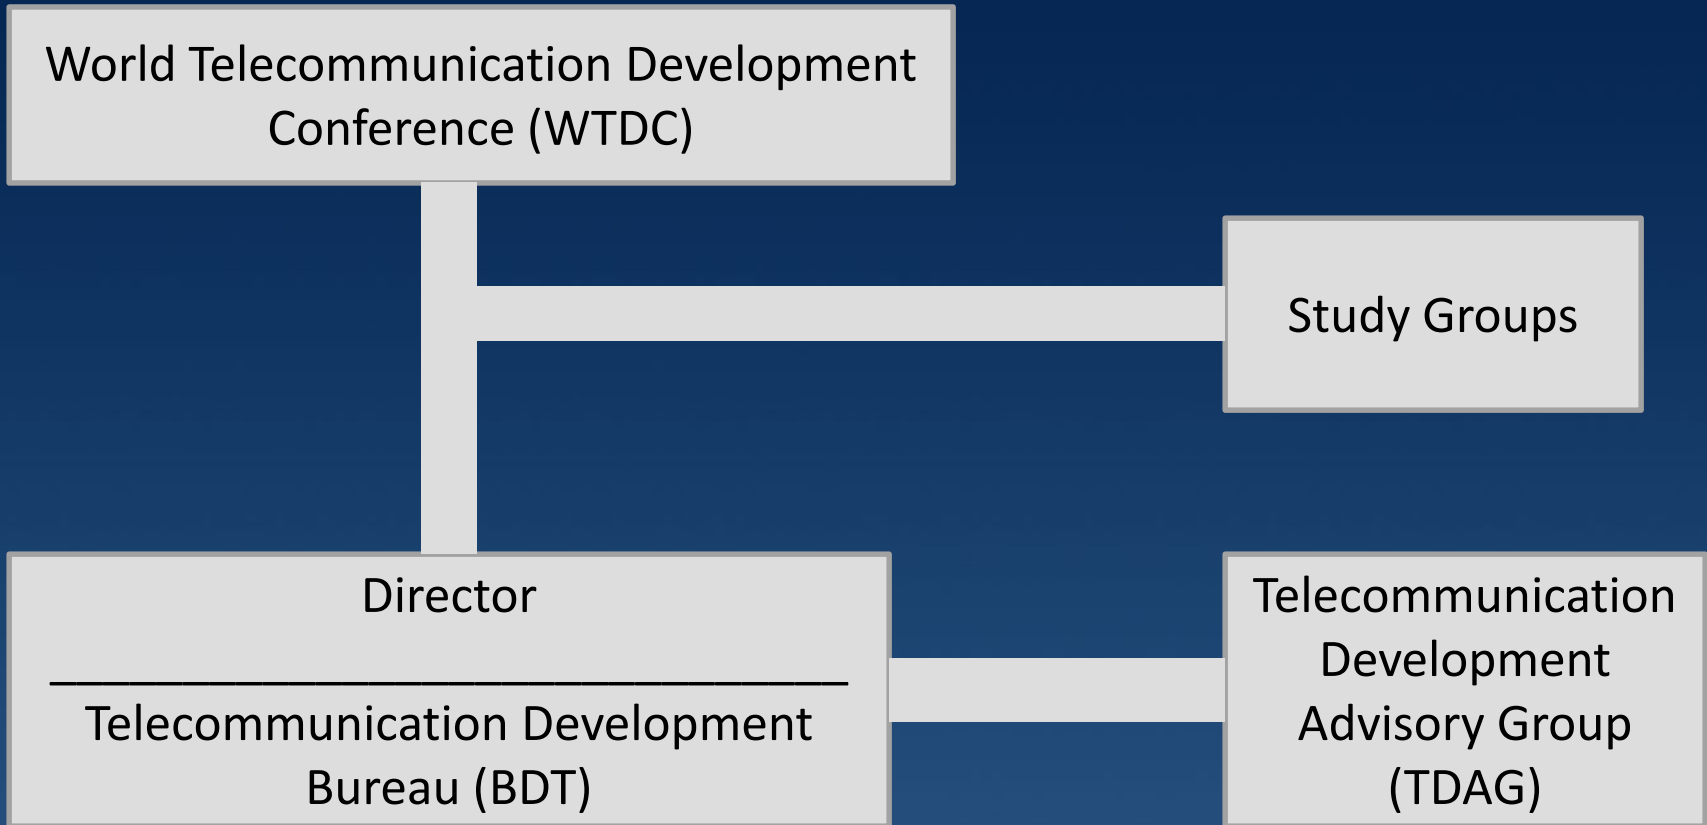 World Telecommunication Development
Conference (WTDC)
Study Groups
Director
Telecommunication Development
Bureau (BDT)
Telecommunication
Development
Advisory Group
(TDAG)